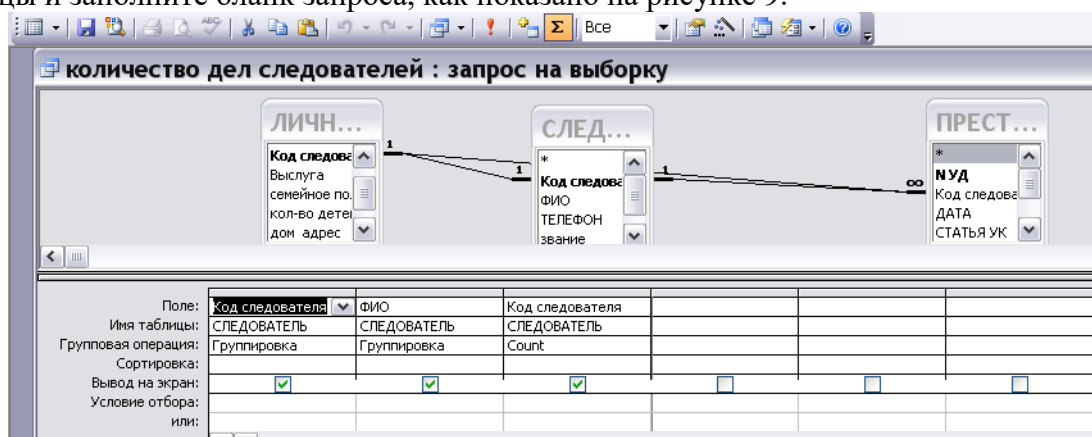 цы и заполните бланк запроса, как показано на рисунке 9.
Все
количество дел следователей : запрос на выборку
ЛИЧН...
Код следова
Выслуга
семейное по.
кол-во детей
дом адрес
1
1
СЛЕД...
*
Код следова
ФИО
ТЕЛЕФОН
звание
1
∞
ПРЕСТ...
*
N УД
Код следова
ДАТА
СТАТЬЯ УК
Поле: Код следователя ФИО Код следователя
Имя таблицы: СЛЕДОВАТЕЛЬ СЛЕДОВАТЕЛЬ СЛЕДОВАТЕЛЬ
Групповая операция: Группировка Группировка Count
Сортировка:
Вывод на экран:
Условие отбора:
или: